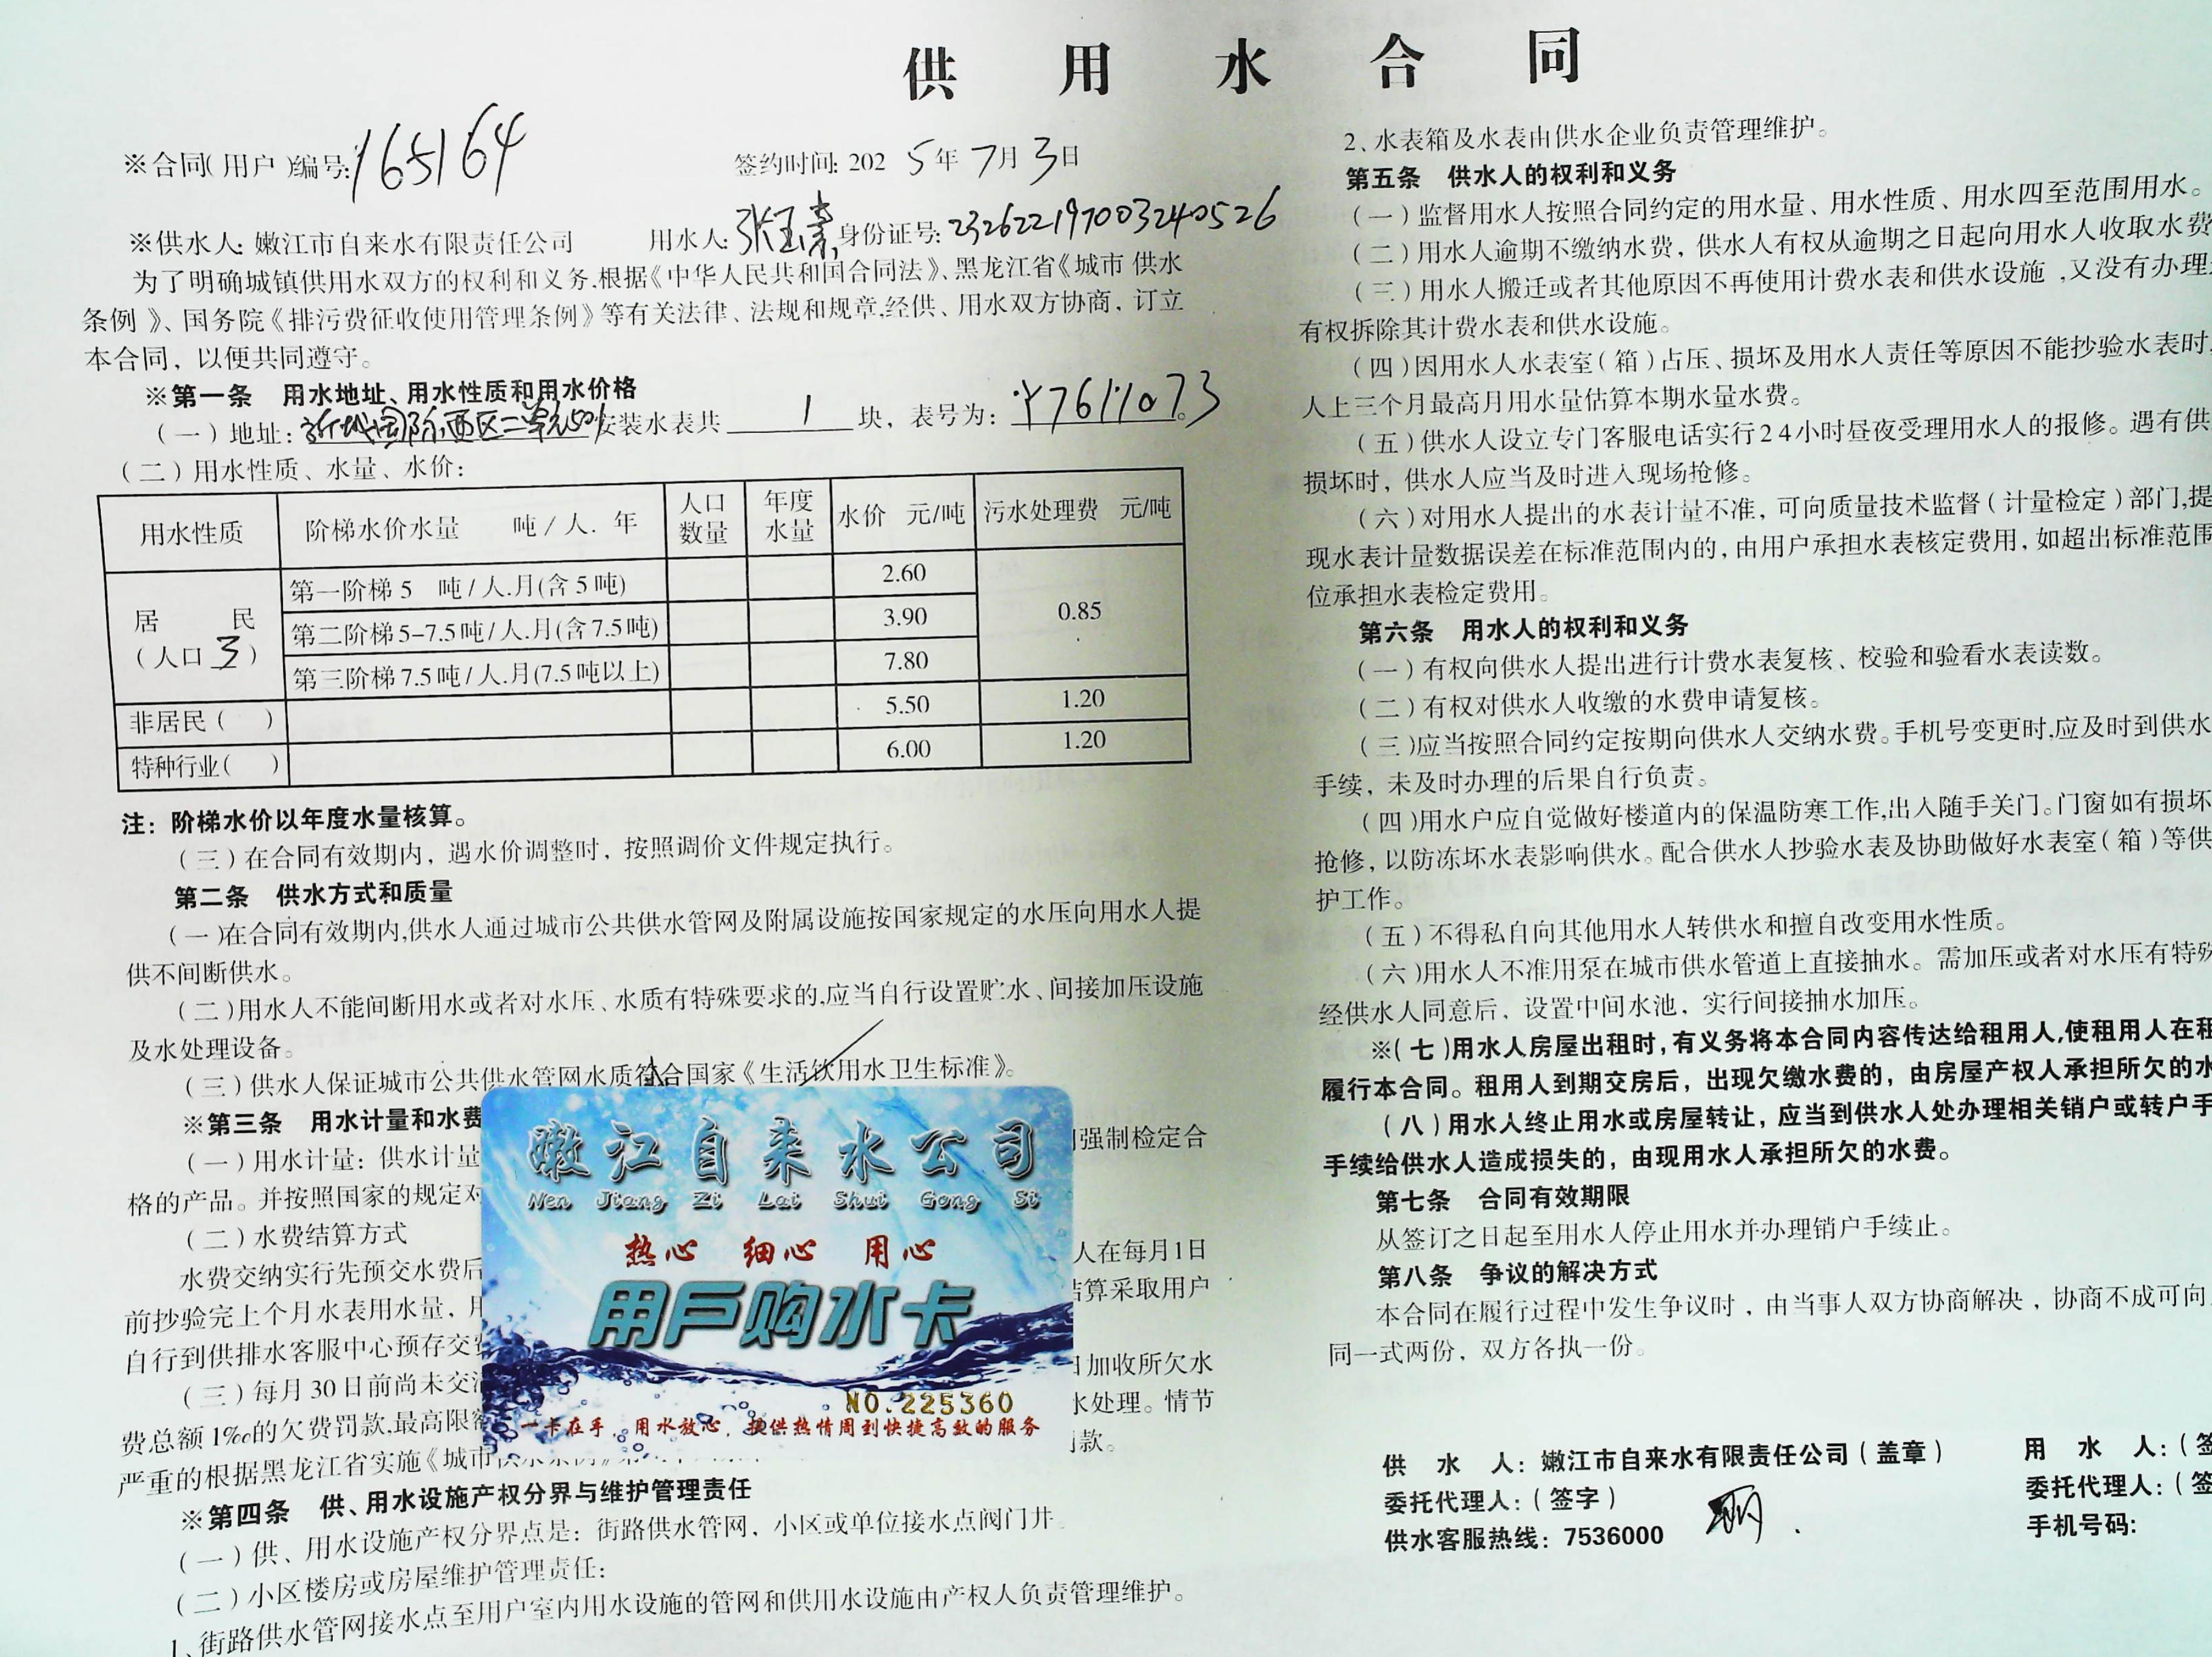 供 用 水 合 同
※合同(用户)编号:165164
签约时间: 2025年7月3日
※供水人: 嫩江市自来水有限责任公司 用水人: 张玉 身份证号: 232622197003240526
为了明确城镇供用水双方的权利和义务,根据《中华人民共和国合同法》、黑龙江省《城市 供水
条例》、国务院《排污费征收使用管理条例》等有关法律、法规和规章,经供、用水双方协商，订立
本合同，以便共同遵守。
※第一条 用水地址、用水性质和用水价格
(一)地址: 国际西区二单元501 安装水表共 1 块，表号为:
(二)用水性质、水量、水价:
用水性质 阶梯水价水量 吨/人. 年 人口数量 年度水量 水价 元/吨 污水处理费 元/吨
居 民 (人口3) 第一阶梯 5 吨/人.月(含 5 吨) 2.60 0.85
第二阶梯 5-7.5 吨/人.月(含 7.5 吨) 3.90
第三阶梯 7.5 吨/人.月(7.5 吨以上) 7.80
非居民( ) 5.50 1.20
特种行业( ) 6.00 1.20
注: 阶梯水价以年度水量核算。
(三)在合同有效期内，遇水价调整时，按照调价文件规定执行。
第二条 供水方式和质量
(一)在合同有效期内,供水人通过城市公共供水管网及附属设施按国家规定的水压向用水人提
供不间断供水。
(二)用水人不能间断用水或者对水压、水质有特殊要求的,应当自行设置贮水、间接加压设施
及水处理设备。
(三)供水人保证城市公共供水管网水质符合国家《生活饮用水卫生标准》。
※第三条 用水计量和水费
(一)用水计量: 供水计量 强制检定合
格的产品。并按照国家的规定对
(二)水费结算方式
水费交纳实行先预交水费后 人在每月1日
前抄验完上个月水表用水量，用 结算采取用户
自行到供排水客服中心预存交费
(三)每月 30 日前尚未交清 日加收所欠水
费总额 1‰的欠费罚款,最高限额 水处理。情节
严重的根据黑龙江省实施《城市 款。
※第四条 供、用水设施产权分界与维护管理责任
(一)供、用水设施产权分界点是: 街路供水管网，小区或单位接水点阀门井。
(二)小区楼房或房屋维护管理责任:
1、街路供水管网接水点至用户室内用水设施的管网和供用水设施由产权人负责管理维护。
嫩江自来水公司
Nen Jiang Zi Lai Shui Gong Si
热心 细心 用心
用戶购水卡
NO.225360
一卡在手，用水放心，提供热情周到快捷高效的服务
2、水表箱及水表由供水企业负责管理维护。
第五条 供水人的权利和义务
(一)监督用水人按照合同约定的用水量、用水性质、用水四至范围用水。
(二)用水人逾期不缴纳水费，供水人有权从逾期之日起向用水人收取水费
(三)用水人搬迁或者其他原因不再使用计费水表和供水设施,又没有办理
有权拆除其计费水表和供水设施。
(四)因用水人水表室(箱)占压、损坏及用水人责任等原因不能抄验水表时,
人上三个月最高月用水量估算本期水量水费。
(五)供水人设立专门客服电话实行24小时昼夜受理用水人的报修。遇有供
损坏时，供水人应当及时进入现场抢修。
(六)对用水人提出的水表计量不准，可向质量技术监督(计量检定)部门,提
现水表计量数据误差在标准范围内的，由用户承担水表核定费用，如超出标准范围
位承担水表检定费用。
第六条 用水人的权利和义务
(一)有权向供水人提出进行计费水表复核、校验和验看水表读数。
(二)有权对供水人收缴的水费申请复核。
(三)应当按照合同约定按期向供水人交纳水费。手机号变更时,应及时到供水
手续，未及时办理的后果自行负责。
(四)用水户应自觉做好楼道内的保温防寒工作,出入随手关门。门窗如有损坏
抢修，以防冻坏水表影响供水。配合供水人抄验水表及协助做好水表室(箱)等供
护工作。
(五)不得私自向其他用水人转供水和擅自改变用水性质。
(六)用水人不准用泵在城市供水管道上直接抽水。需加压或者对水压有特殊
经供水人同意后，设置中间水池，实行间接抽水加压。
※(七)用水人房屋出租时,有义务将本合同内容传达给租用人,使租用人在租
履行本合同。租用人到期交房后，出现欠缴水费的，由房屋产权人承担所欠的水
(八)用水人终止用水或房屋转让，应当到供水人处办理相关销户或转户手
手续给供水人造成损失的，由现用水人承担所欠的水费。
第七条 合同有效期限
从签订之日起至用水人停止用水并办理销户手续止。
第八条 争议的解决方式
本合同在履行过程中发生争议时，由当事人双方协商解决，协商不成可向
同一式两份，双方各执一份。
供 水 人: 嫩江市自来水有限责任公司(盖章) 用 水 人:(签
委托代理人:(签字) 委托代理人:(签
供水客服热线: 7536000 手机号码: